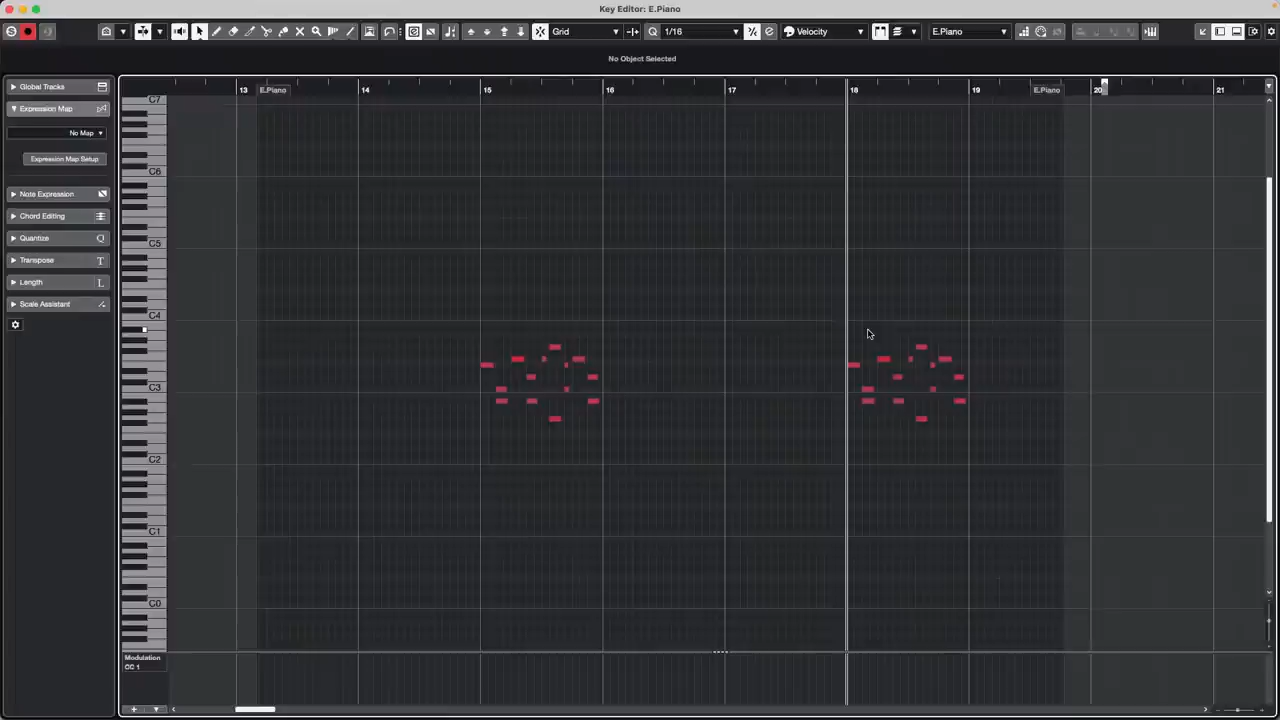 Key Editor: E.Piano
Grid
Q
1/16
Velocity
E.Piano
No Object Selected
Global Tracks
Expression Map
No Map
Expression Map Setup
Note Expression
Chord Editing
Quantize
Q
Transpose
T
Length
L
Scale Assistant
13
E.Piano
14
15
16
17
18
19
E.Piano
20
21
C7
C6
C5
C4
C3
C2
C1
C0
Modulation
CC 1